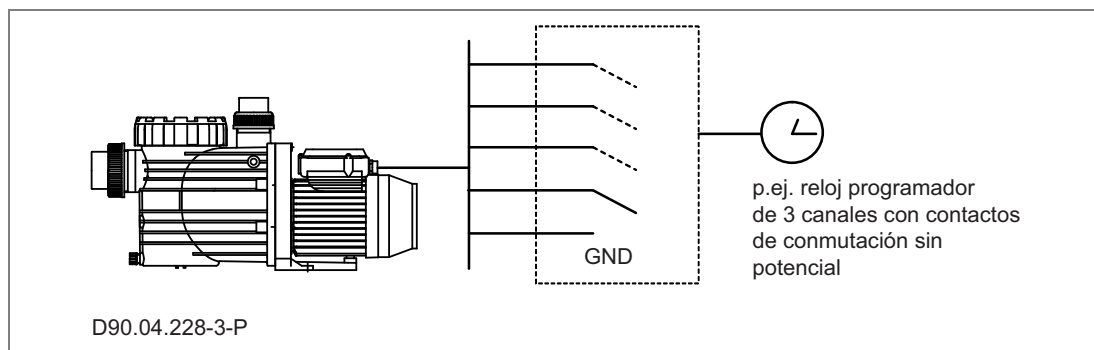 GND
p.ej. reloj programador
de 3 canales con contactos
de conmutación sin
potencial
D90.04.228-3-P